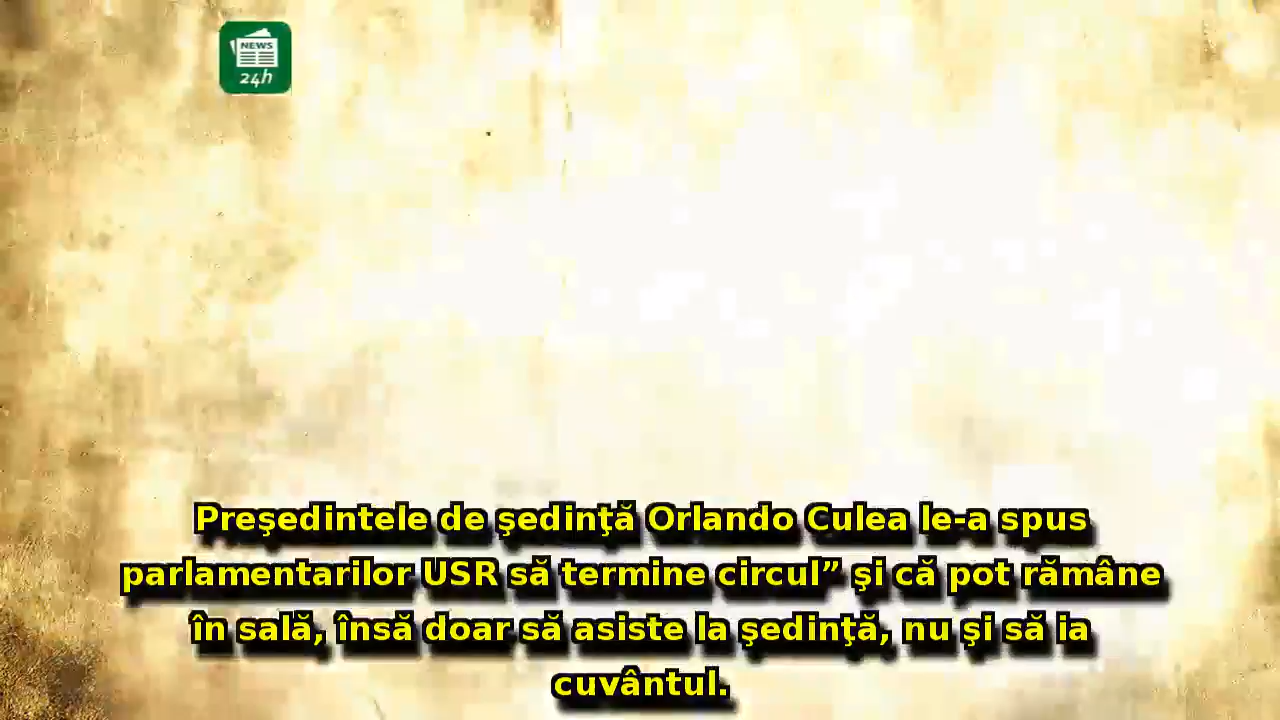 NEWS
24h
Preşedintele de şedinţă Orlando Culea le-a spus
parlamentarilor USR să termine circul” şi că pot rămâne
în sală, însă doar să asiste la şedinţă, nu şi să ia
cuvântul.